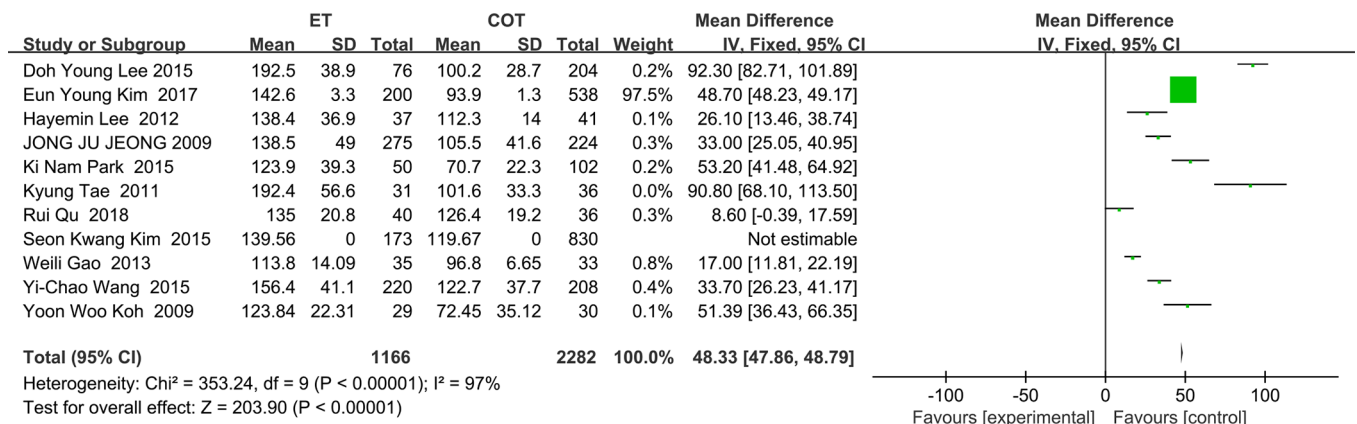 ET COT Mean Difference Mean Difference
Study or Subgroup Mean SD Total Mean SD Total Weight IV, Fixed, 95% CI IV, Fixed, 95% CI
Doh Young Lee 2015 192.5 38.9 76 100.2 28.7 204 0.2% 92.30 [82.71, 101.89]
Eun Young Kim 2017 142.6 3.3 200 93.9 1.3 538 97.5% 48.70 [48.23, 49.17]
Hayemin Lee 2012 138.4 36.9 37 112.3 14 41 0.1% 26.10 [13.46, 38.74]
JONG JU JEONG 2009 138.5 49 275 105.5 41.6 224 0.2% 33.00 [25.05, 40.95]
Ki Nam Park 2015 123.9 39.3 50 70.7 22.3 102 0.2% 53.20 [41.48, 64.92]
Kyung Tae 2011 192.4 56.6 31 101.6 33.3 36 0.0% 90.80 [68.10, 113.50]
Rui Qu 2018 135 20.8 40 126.4 19.2 36 0.3% 8.60 [-0.39, 17.59]
Seon Kwang Kim 2015 139.56 0 173 119.67 0 830 Not estimable
Weili Gao 2013 113.8 14.09 35 96.8 6.65 33 0.8% 17.00 [11.81, 22.19]
Yi-Chao Wang 2015 156.4 41.1 220 122.7 37.7 208 0.4% 33.70 [26.23, 41.17]
Yoon Woo Koh 2009 123.84 22.31 29 72.45 35.12 30 0.1% 51.39 [36.43, 66.35]
Total (95% CI) 1166 2282 100.0% 48.33 [47.86, 48.79]
Heterogeneity: Chi² = 353.24, df = 9 (P < 0.00001); I² = 97%
Test for overall effect: Z = 203.90 (P < 0.00001)
-100 -50 0 50 100
Favours [experimental] Favours [control]